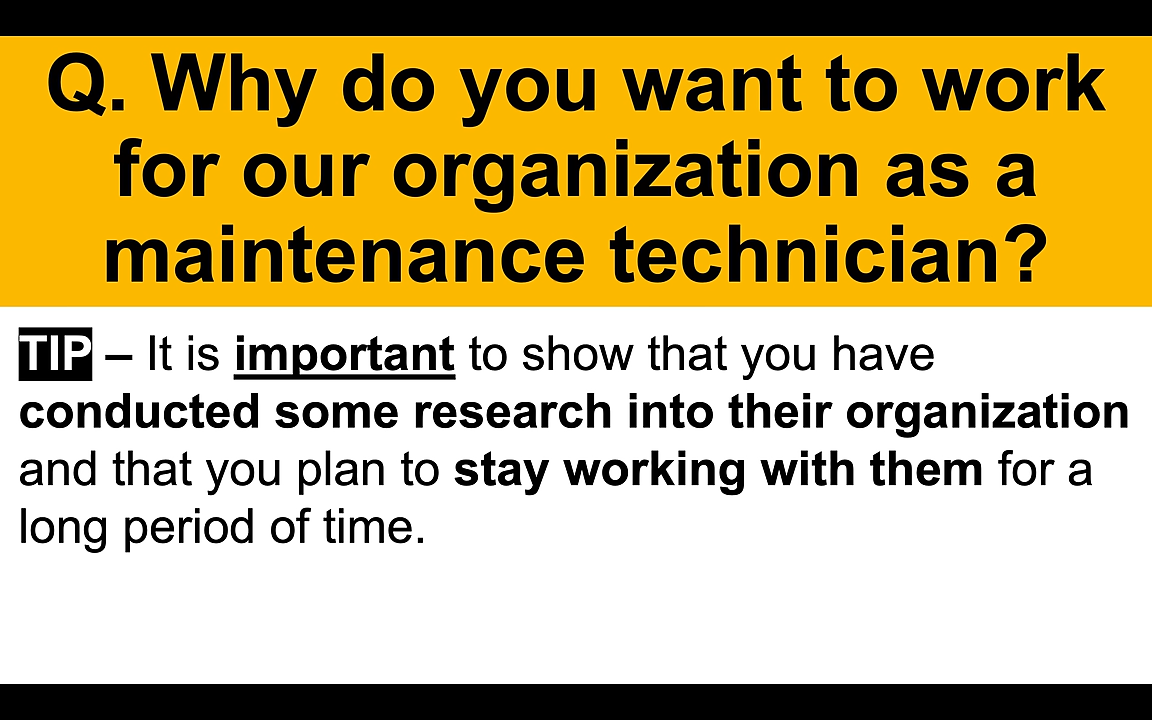 Q. Why do you want to work
for our organization as a
maintenance technician?
TIP – It is important to show that you have
conducted some research into their organization
and that you plan to stay working with them for a
long period of time.